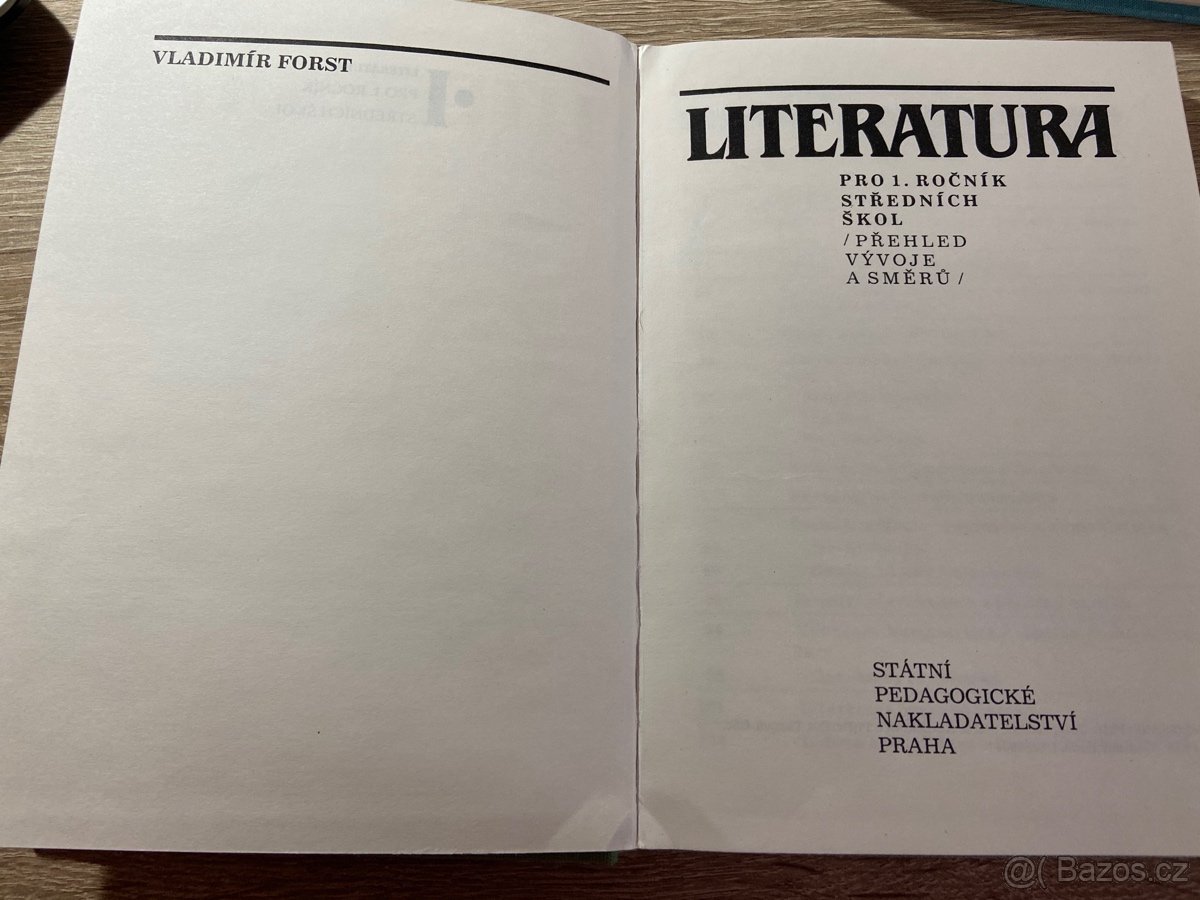 VLADIMÍR FORST
LITERATURA
PRO 1. ROČNÍK
STŘEDNÍCH
ŠKOL
/ PŘEHLED
VÝVOJE
A SMĚRŮ /
STÁTNÍ
PEDAGOGICKÉ
NAKLADATELSTVÍ
PRAHA
@( Bazos.cz